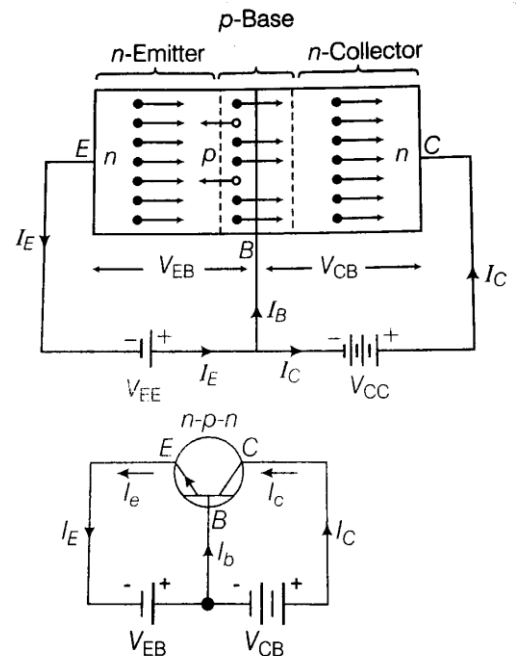 p-Base
n-Emitter n-Collector
E n p n C
I_E B I_C
V_EB V_CB
I_B
- + - +
V_EE I_E I_C V_CC
n-p-n
E C
I_e I_c
B
I_E I_b I_C
- + - +
V_EB V_CB